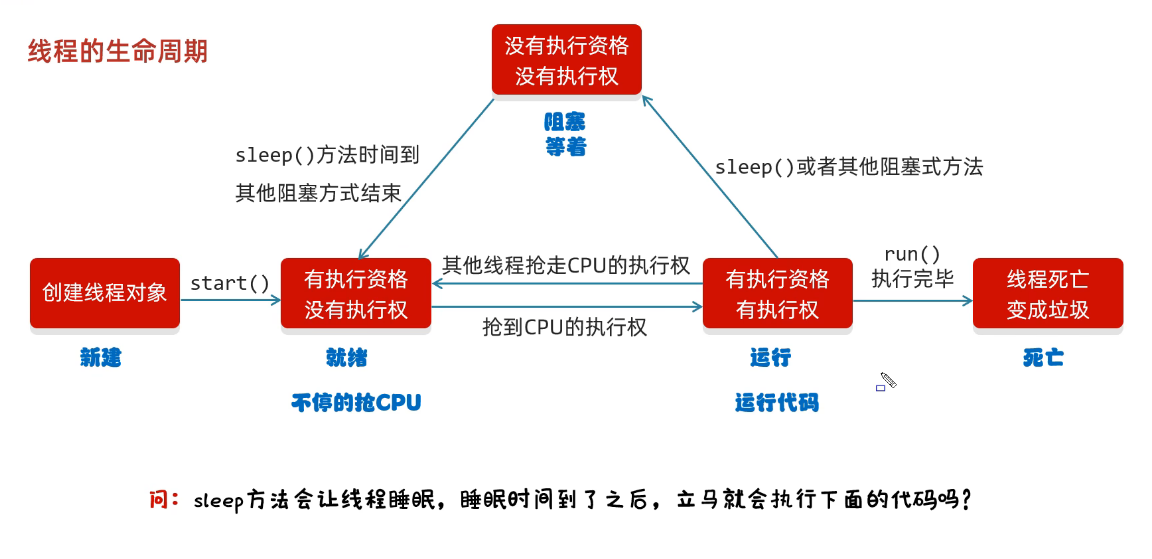 线程的生命周期
没有执行资格
没有执行权
阻塞
等着
sleep()方法时间到
其他阻塞方式结束
sleep()或者其他阻塞式方法
创建线程对象
新建
start()
有执行资格
没有执行权
就绪
不停的抢CPU
其他线程抢走CPU的执行权
抢到CPU的执行权
有执行资格
有执行权
运行
运行代码
run()
执行完毕
线程死亡
变成垃圾
死亡
问：sleep方法会让线程睡眠，睡眠时间到了之后，立马就会执行下面的代码吗？